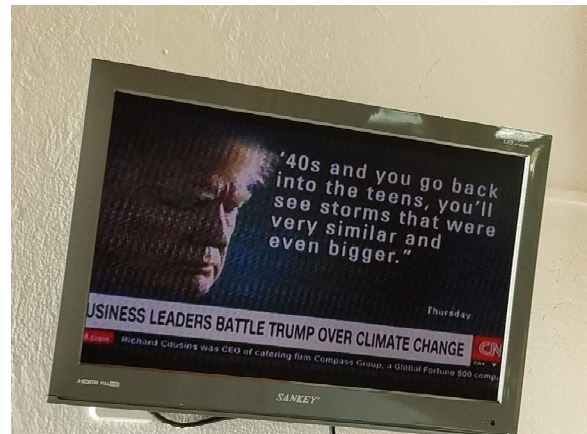 '40s and you go back
into the teens, you'll
see storms that were
very similar and
even bigger."
Thursday
USINESS LEADERS BATTLE TRUMP OVER CLIMATE CHANGE
CN
Richard Cousins was CEO of catering firm Compass Group, a Global Fortune 500 comp
HDMI
SANKEY